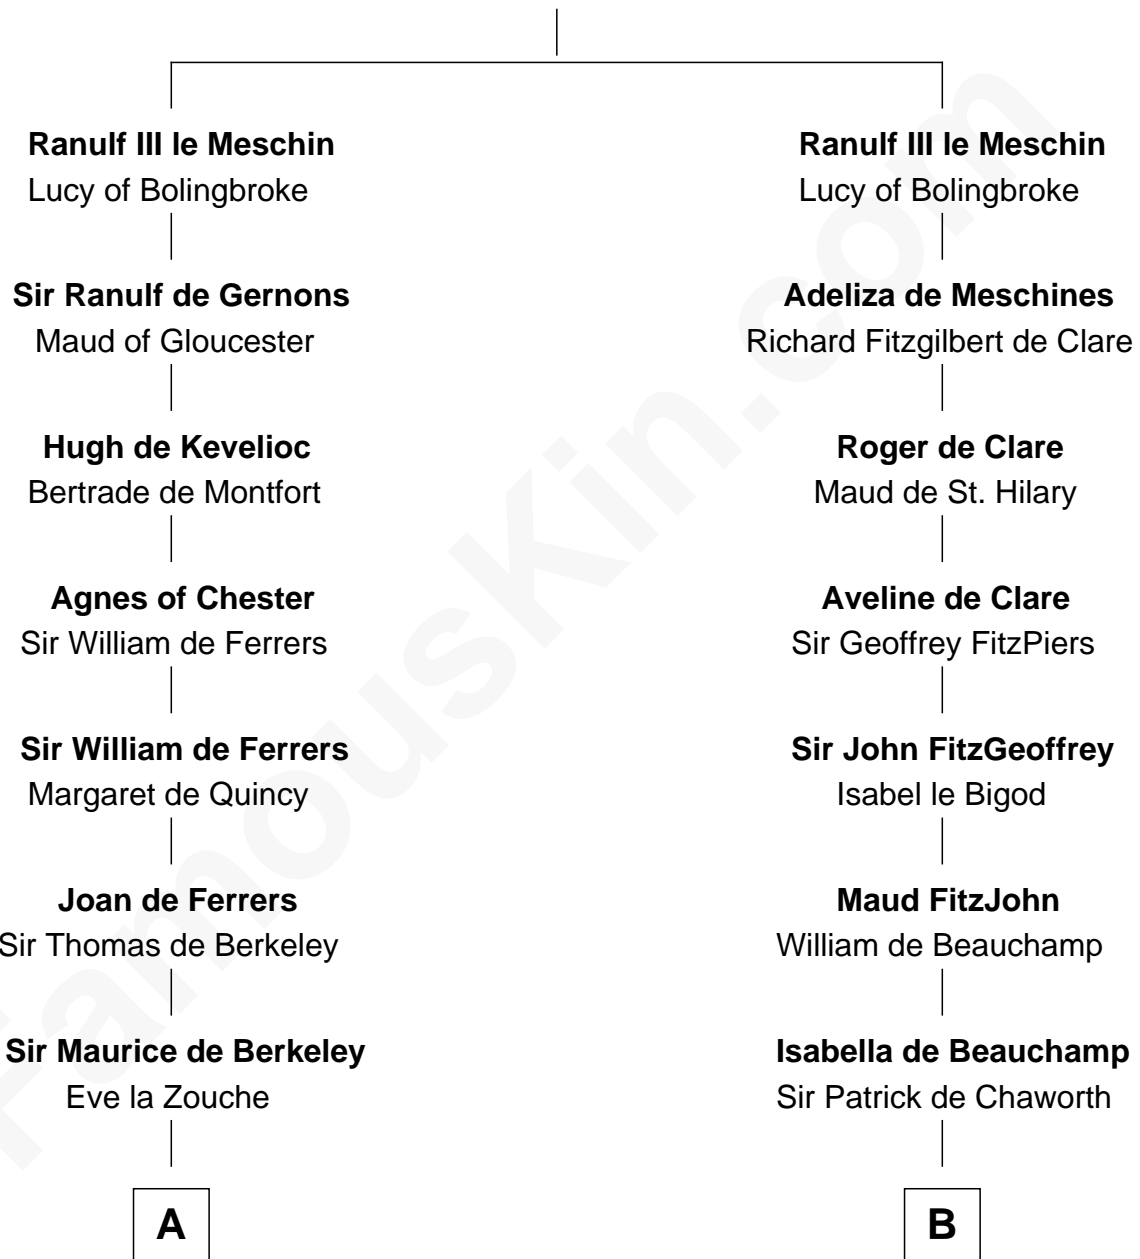 Ranulf III le Meschin
Lucy of Bolingbroke
Sir Ranulf de Gernons
Maud of Gloucester
Hugh de Kevelioc
Bertrade de Montfort
Agnes of Chester
Sir William de Ferrers
Sir William de Ferrers
Margaret de Quincy
Joan de Ferrers
Sir Thomas de Berkeley
Sir Maurice de Berkeley
Eve la Zouche
A
Ranulf III le Meschin
Lucy of Bolingbroke
Adeliza de Meschines
Richard Fitzgilbert de Clare
Roger de Clare
Maud de St. Hilary
Aveline de Clare
Sir Geoffrey FitzPiers
Sir John FitzGeoffrey
Isabel le Bigod
Maud FitzJohn
William de Beauchamp
Isabella de Beauchamp
Sir Patrick de Chaworth
B
FamousKin.com